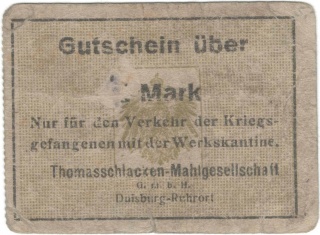 Gutschein über
Mark
Nur für den Verkehr der Kriegs-
gefangenen mit der Werkskantine.
Thomasschlacken-Mahlgesellschaft
G. m. b. H.
Duisburg-Ruhrort